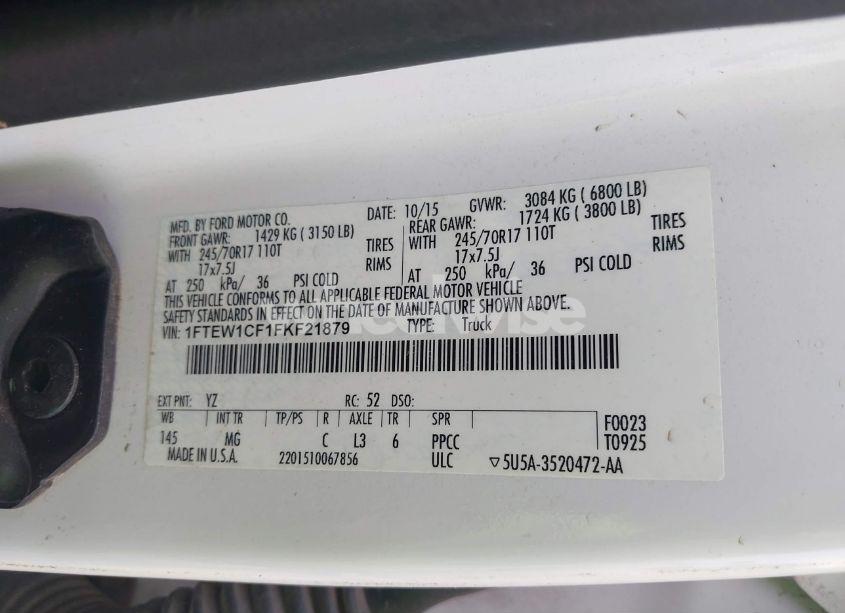 MFD. BY FORD MOTOR CO. DATE: 10/15 GVWR: 3084 KG ( 6800 LB)
FRONT GAWR: 1429 KG ( 3150 LB) REAR GAWR: 1724 KG ( 3800 LB)
WITH 245/70R17 110T TIRES WITH 245/70R17 110T TIRES
17x7.5J RIMS 17x7.5J RIMS
AT 250 kPa/ 36 PSI COLD AT 250 kPa/ 36 PSI COLD
THIS VEHICLE CONFORMS TO ALL APPLICABLE FEDERAL MOTOR VEHICLE
SAFETY STANDARDS IN EFFECT ON THE DATE OF MANUFACTURE SHOWN ABOVE.
VIN: 1FTEW1CF1FKF21879 TYPE: Truck
EXT PNT: YZ RC: 52 DSO:
WB INT TR TP/PS R AXLE TR SPR F0023
145 MG C L3 6 PPCC T0925
MADE IN U.S.A. 2201510067856 ULC ▽5U5A-3520472-AA